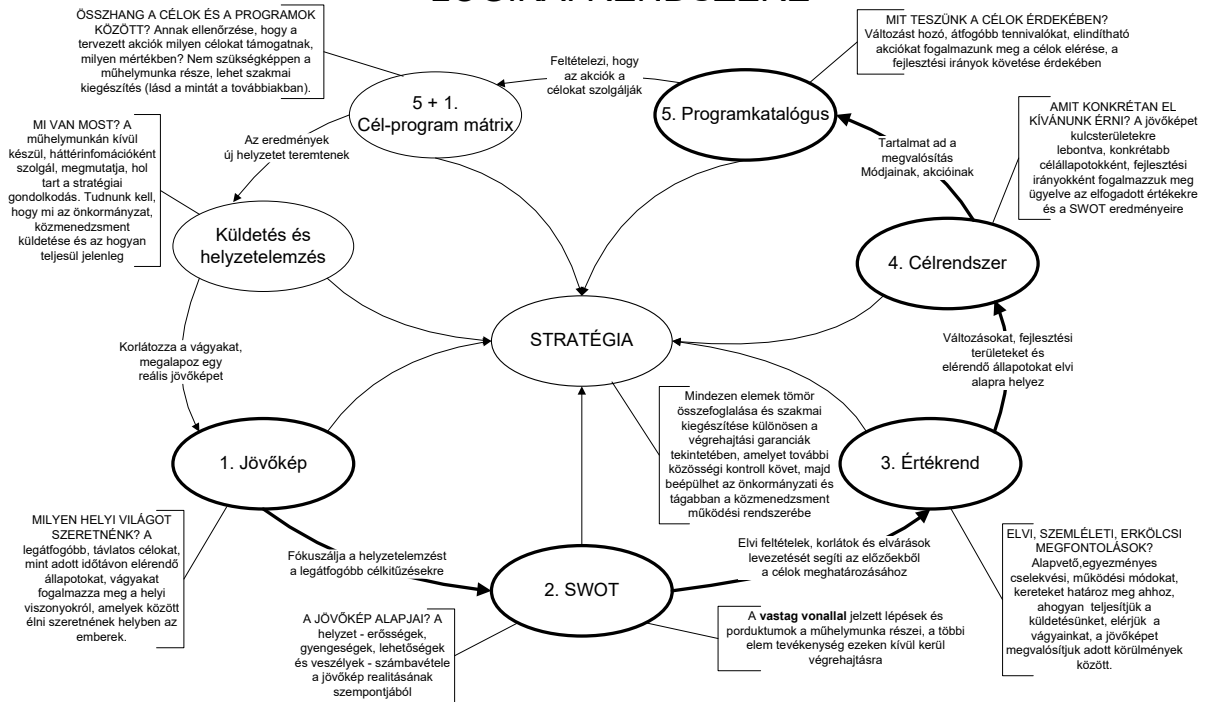 LOGIKAI RENDSZERE
ÖSSZHANG A CÉLOK ÉS A PROGRAMOK
KÖZÖTT? Annak ellenőrzése, hogy a
tervezett akciók milyen célokat támogatnak,
milyen mértékben? Nem szükségképpen a
műhelymunka része, lehet szakmai
kiegészítés (lásd a mintát a továbbiakban).
MIT TESZÜNK A CÉLOK ÉRDEKÉBEN?
Változást hozó, átfogóbb tennivalókat, elindítható
akciókat fogalmazunk meg a célok elérése, a
fejlesztési irányok követése érdekében
Feltételezi, hogy
az akciók a
célokat szolgálják
5 + 1.
Cél-program mátrix
5. Programkatalógus
MI VAN MOST? A
műhelymunkán kívül
készül, háttérinfomációként
szolgál, megmutatja, hol
tart a stratégiai
gondolkodás. Tudnunk kell,
hogy mi az önkormányzat,
közmenedzsment
küldetése és az hogyan
teljesül jelenleg
Az eredmények
új helyzetet teremtenek
Tartalmat ad a
megvalósítás
Módjainak, akcióinak
AMIT KONKRÉTAN EL
KÍVÁNUNK ÉRNI? A jövőképet
kulcsterületekre
lebontva, konkrétabb
célállapotokként, fejlesztési
irányokként fogalmazzuk meg
ügyelve az elfogadott értékekre
és a SWOT eredményeire
Küldetés és
helyzetelemzés
4. Célrendszer
STRATÉGIA
Korlátozza a vágyakat,
megalapoz egy
reális jövőképet
Változásokat, fejlesztési
területeket és
elérendő állapotokat elvi
alapra helyez
Mindezen elemek tömör
összefoglalása és szakmai
kiegészítése különösen a
végrehajtási garanciák
tekintetében, amelyet további
közösségi kontroll követ, majd
beépülhet az önkormányzati és
tágabban a közmenedzsment
működési rendszerébe
1. Jövőkép
3. Értékrend
MILYEN HELYI VILÁGOT
SZERETNÉNK? A
legátfogóbb, távlatos célokat,
mint adott időtávon elérendő
állapotokat, vágyakat
fogalmazza meg a helyi
viszonyokról, amelyek között
élni szeretnének helyben az
emberek.
Fókuszálja a helyzetelemzést
a legátfogóbb célkitűzésekre
Elvi feltételek, korlátok és elvárások
levezetését segíti az előzőekből
a célok meghatározásához
ELVI, SZEMLÉLETI, ERKÖLCSI
MEGFONTOLÁSOK?
Alapvető,egyezményes
cselekvési, működési módokat,
kereteket határoz meg ahhoz,
ahogyan teljesítjük a
küldetésünket, elérjük a
vágyainkat, a jövőképet
megvalósítjuk adott körülmények
között.
2. SWOT
A JÖVŐKÉP ALAPJAI? A
helyzet - erősségek,
gyengeségek, lehetőségek
és veszélyek - számbavétele
a jövőkép realitásának
szempontjából
A vastag vonallal jelzett lépések és
porduktumok a műhelymunka részei, a többi
elem tevékenység ezeken kívül kerül
végrehajtásra